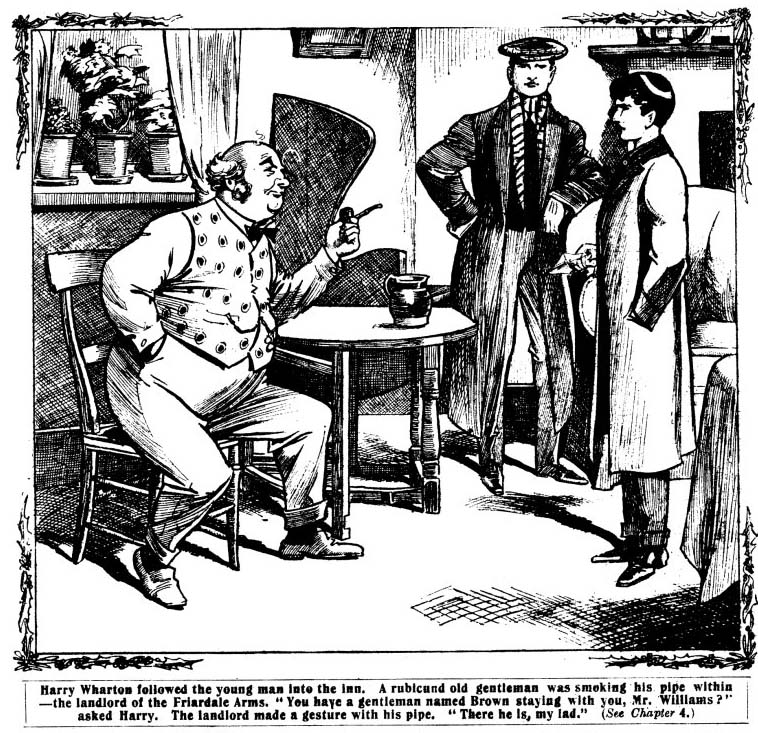 Harry Wharton followed the young man into the inn. A rubicund old gentleman was smoking his pipe within
—the landlord of the Friardale Arms. "You have a gentleman named Brown staying with you, Mr. Williams?"
asked Harry. The landlord made a gesture with his pipe. "There he is, my lad." (See Chapter 4.)